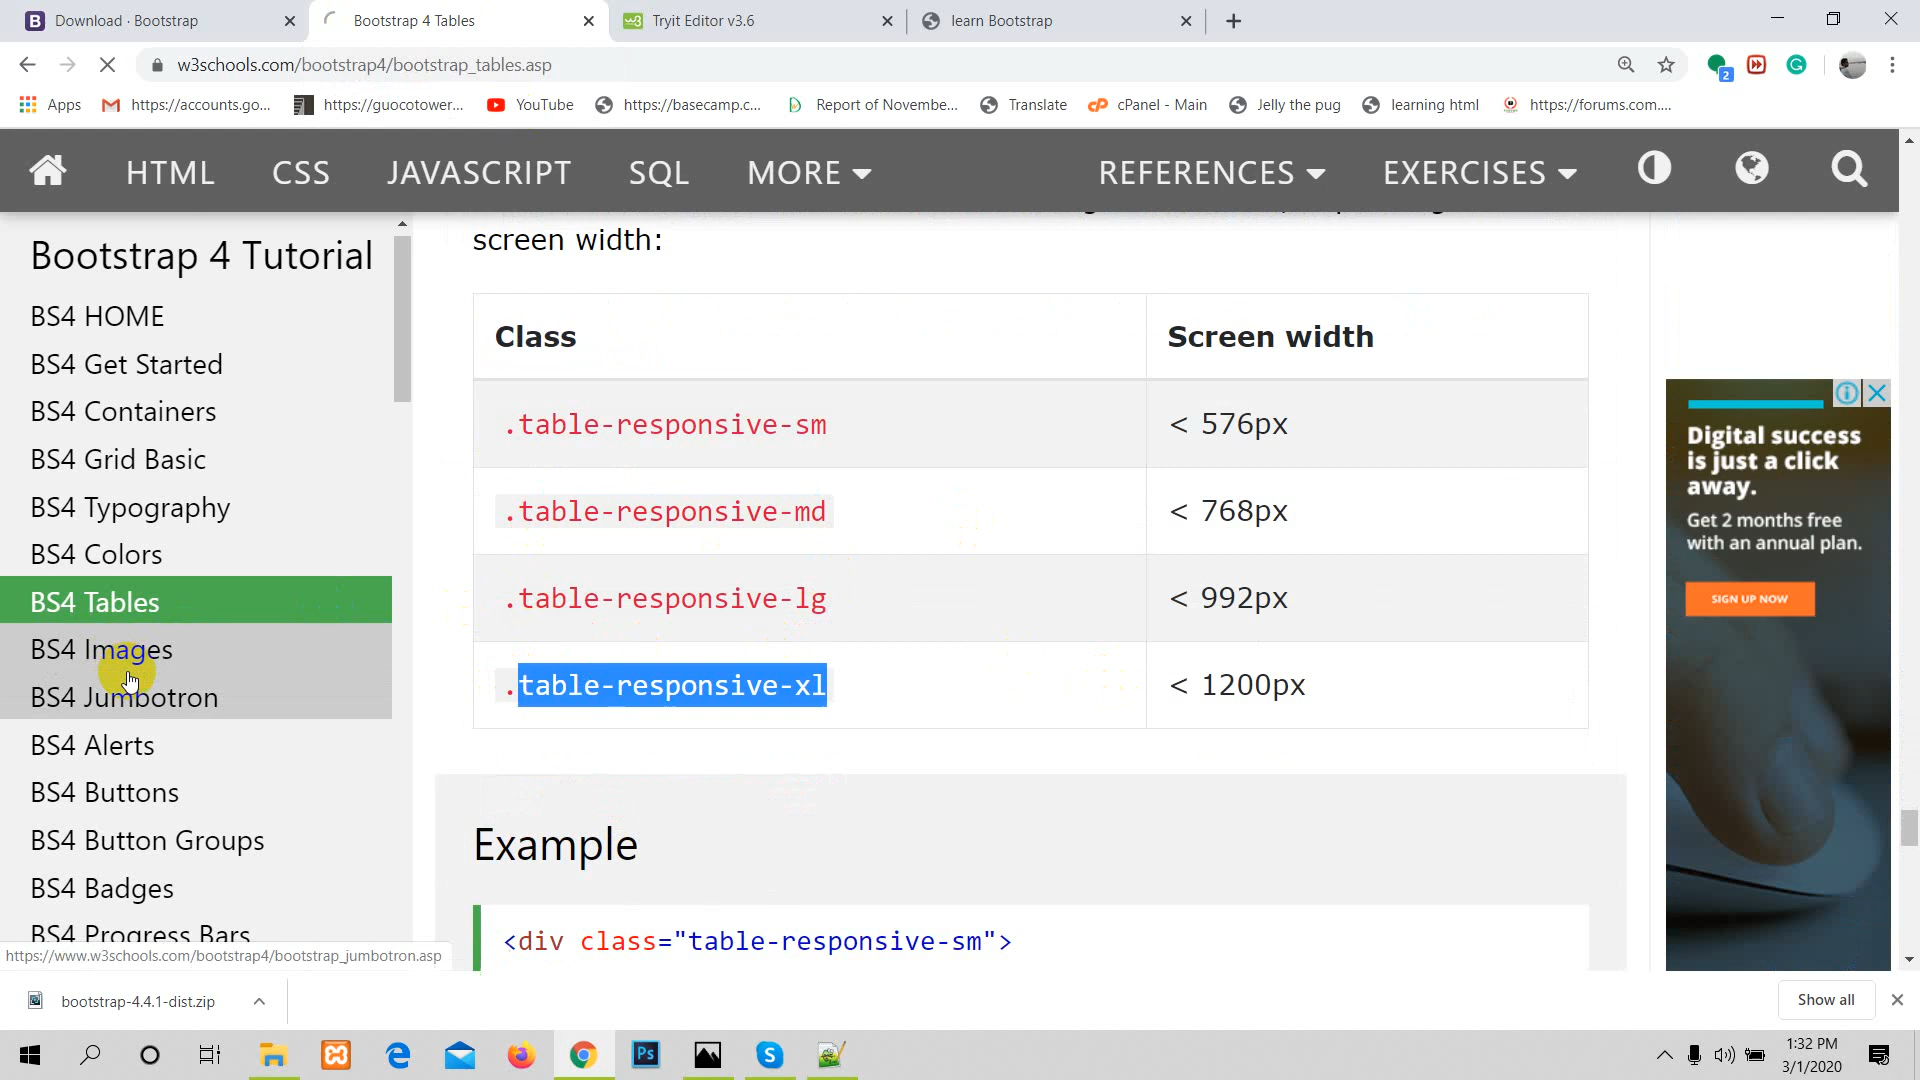 Download · Bootstrap
Bootstrap 4 Tables
Tryit Editor v3.6
learn Bootstrap
w3schools.com/bootstrap4/bootstrap_tables.asp
2
Apps
https://accounts.go...
https://guocotower...
YouTube
https://basecamp.c...
Report of Novembe...
Translate
cPanel - Main
Jelly the pug
learning html
https://forums.com....
HTML
CSS
JAVASCRIPT
SQL
MORE
REFERENCES
EXERCISES
Bootstrap 4 Tutorial
BS4 HOME
BS4 Get Started
BS4 Containers
BS4 Grid Basic
BS4 Typography
BS4 Colors
BS4 Tables
BS4 Images
BS4 Jumbotron
BS4 Alerts
BS4 Buttons
BS4 Button Groups
BS4 Badges
BS4 Progress Bars
screen width:
Class
Screen width
.table-responsive-sm
< 576px
.table-responsive-md
< 768px
.table-responsive-lg
< 992px
.table-responsive-xl
< 1200px
Example
<div class="table-responsive-sm">
Digital success
is just a click
away.
Get 2 months free
with an annual plan.
SIGN UP NOW
https://www.w3schools.com/bootstrap4/bootstrap_jumbotron.asp
bootstrap-4.4.1-dist.zip
Show all
Ps
1:32 PM
3/1/2020